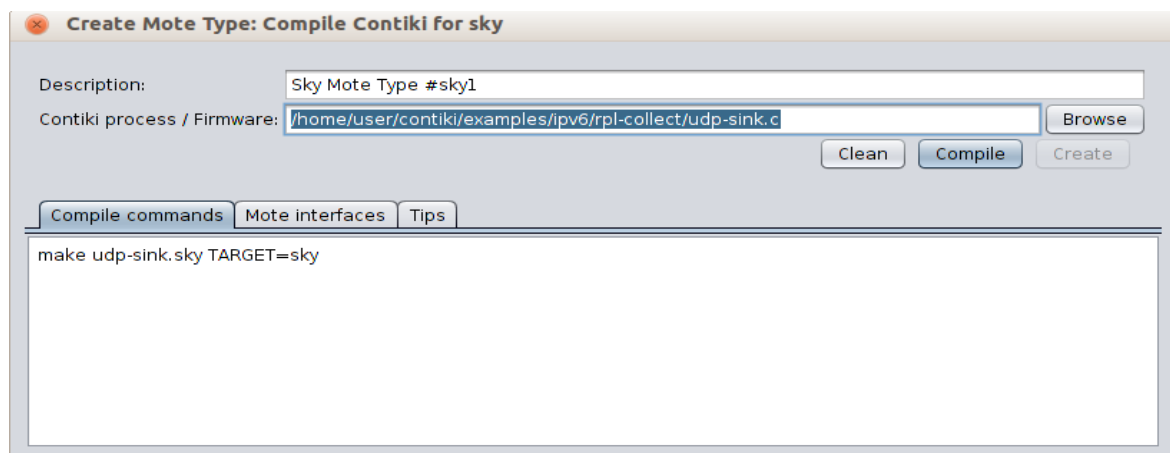 Create Mote Type: Compile Contiki for sky
Description: Sky Mote Type #sky1
Contiki process / Firmware: /home/user/contiki/examples/ipv6/rpl-collect/udp-sink.c Browse
Clean Compile Create
Compile commands Mote interfaces Tips
make udp-sink.sky TARGET=sky